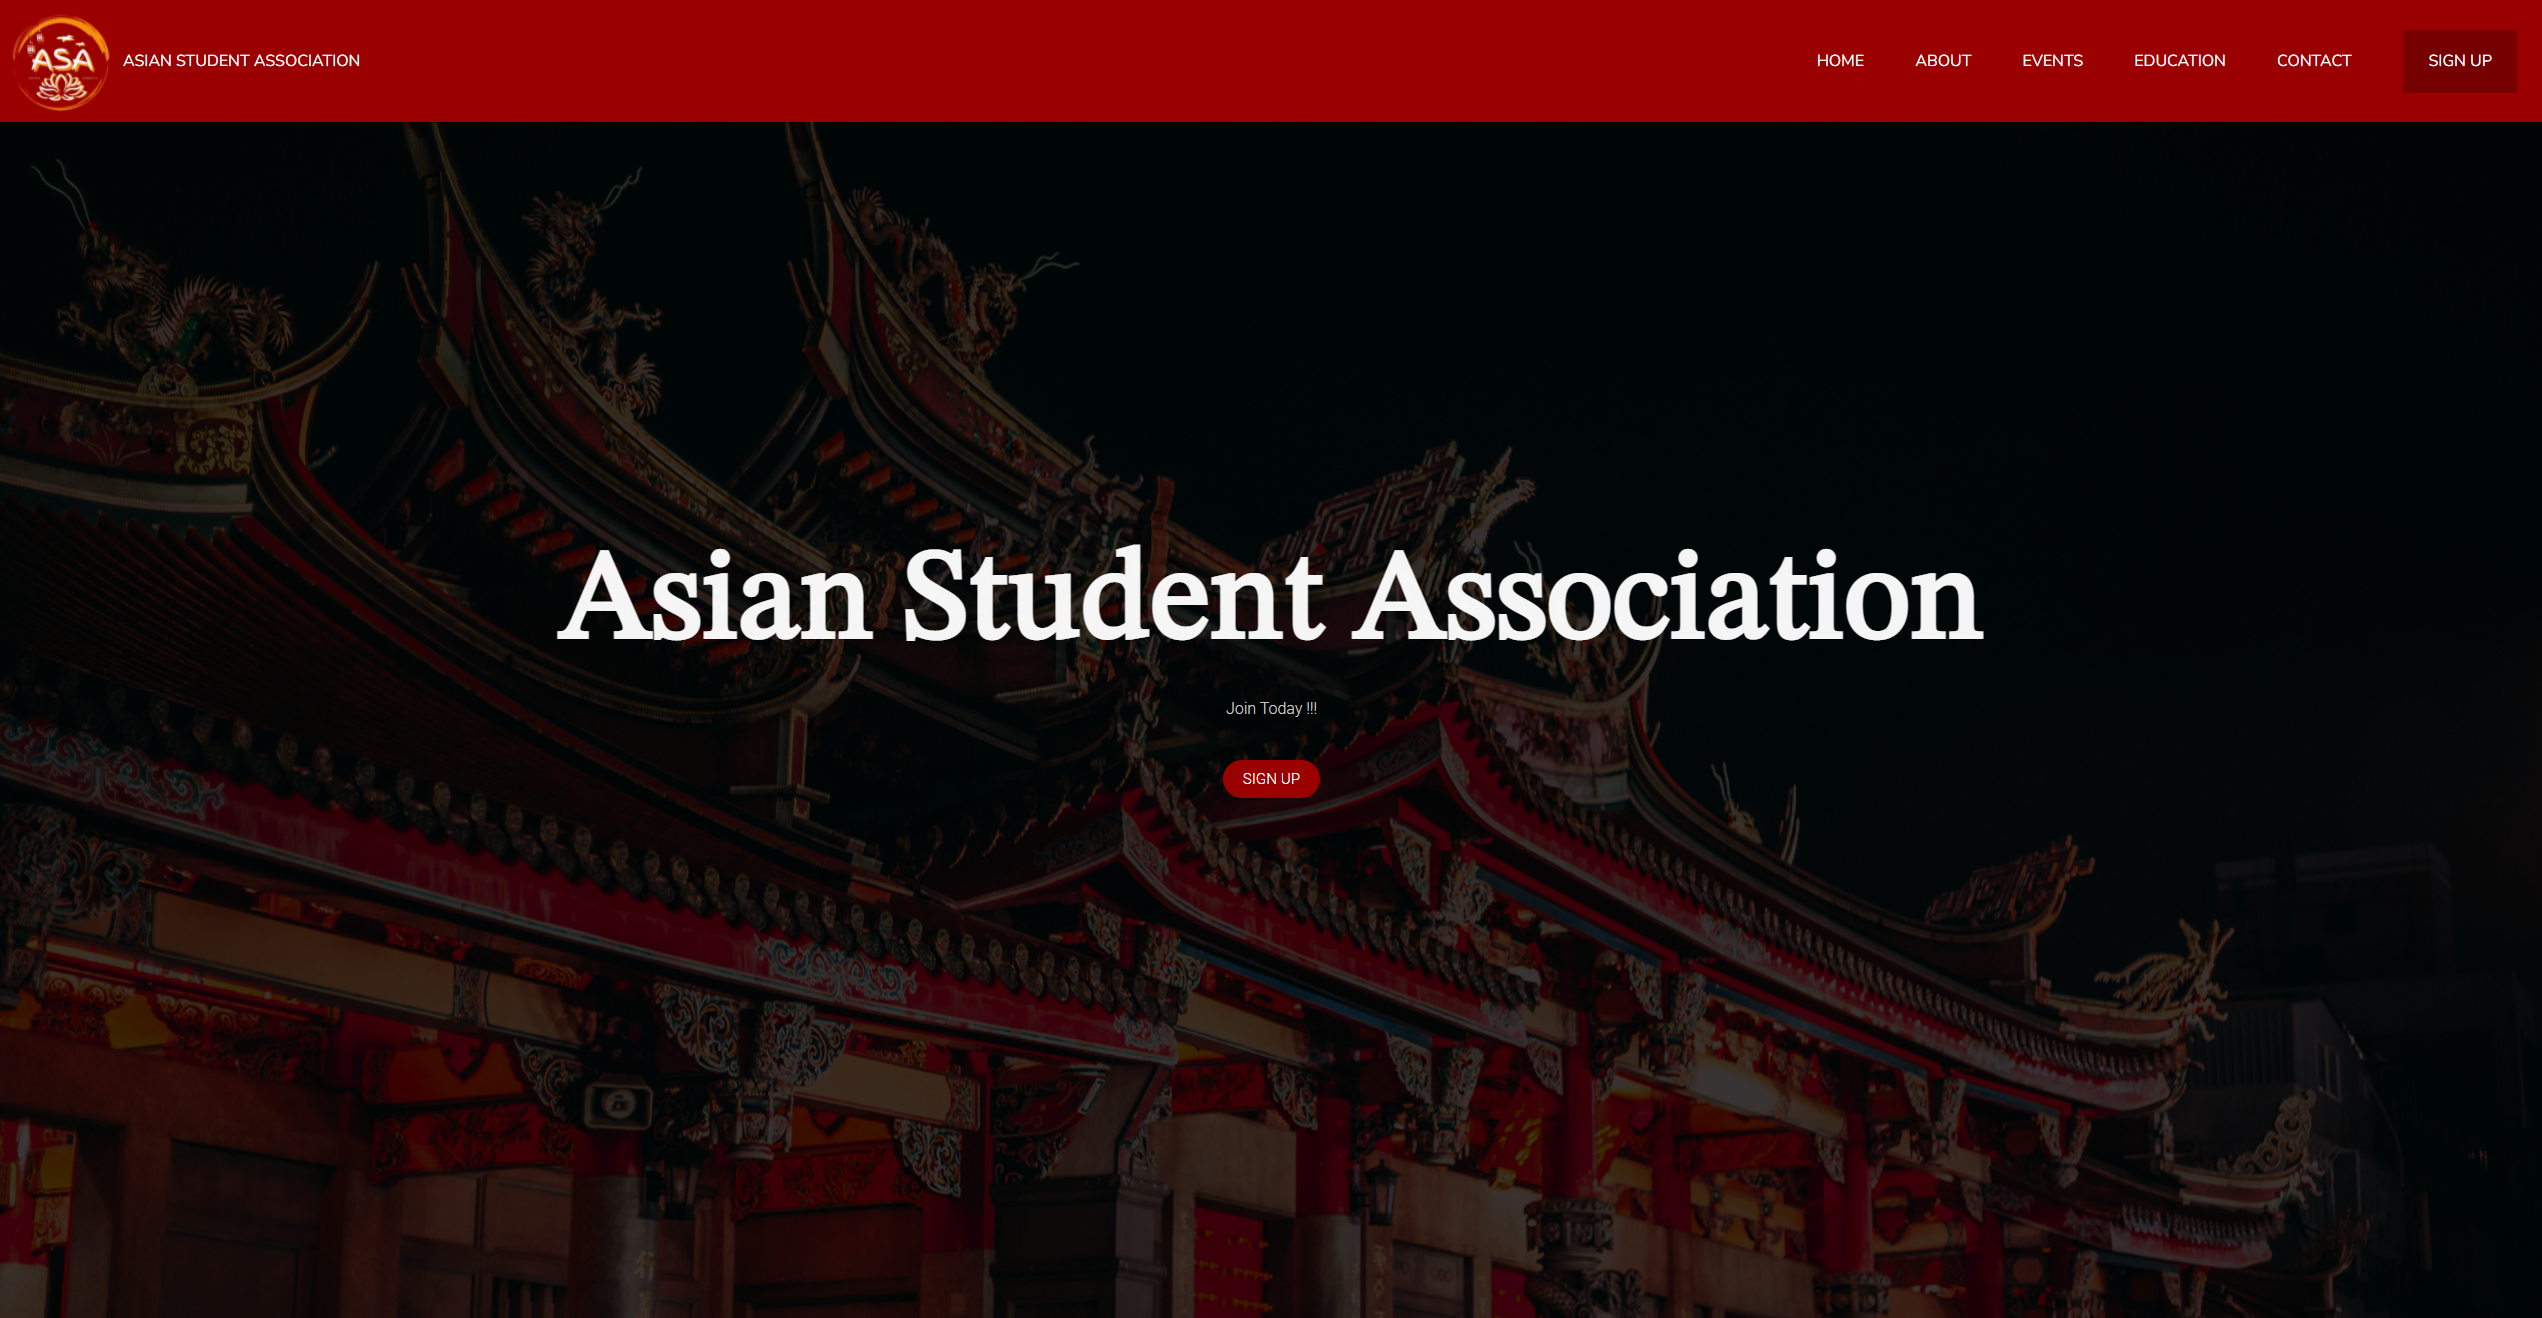 ASA
ASIAN STUDENT ASSOCIATION
HOME
ABOUT
EVENTS
EDUCATION
CONTACT
SIGN UP
Asian Student Association
Join Today !!!
SIGN UP